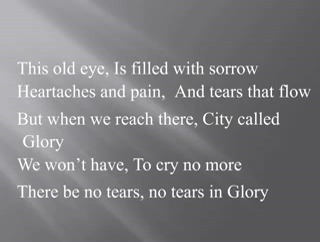 This old eye, Is filled with sorrow
Heartaches and pain,  And tears that flow
But when we reach there, City called
Glory
We won’t have, To cry no more
There be no tears, no tears in Glory